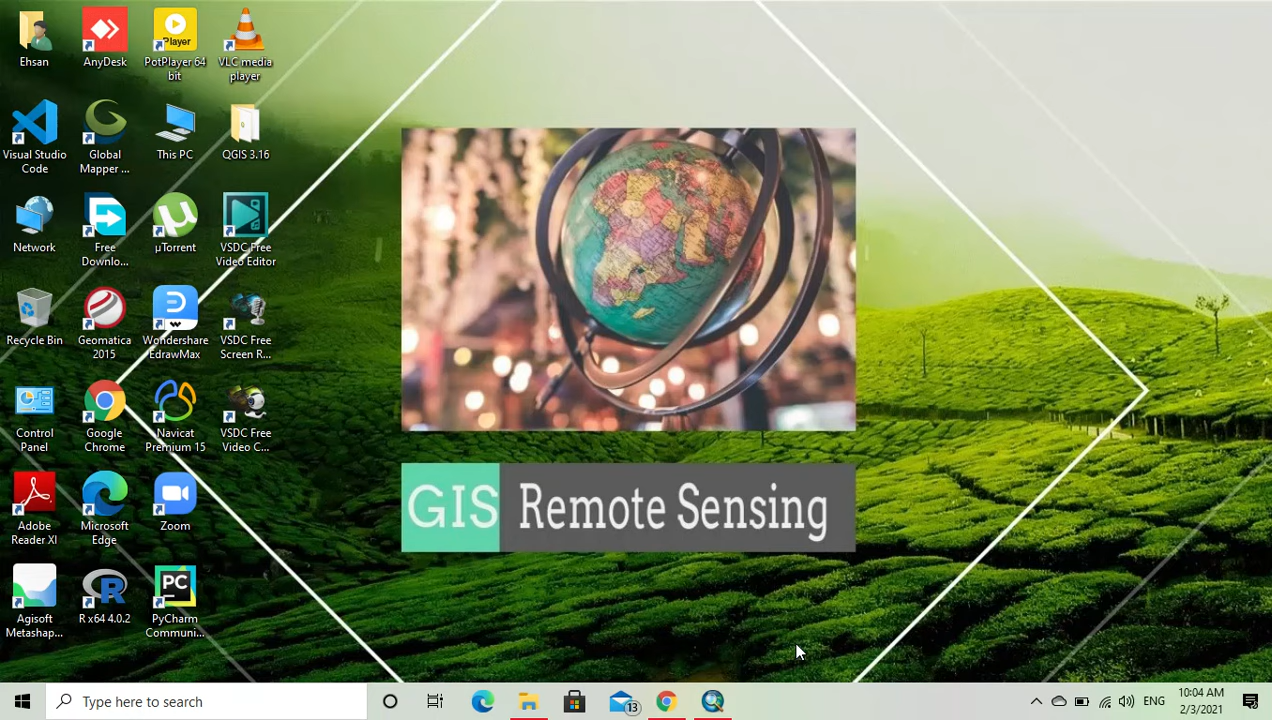 Ehsan
AnyDesk
Player
PotPlayer 64
bit
VLC media
player
Visual Studio
Code
Global
Mapper ...
This PC
QGIS 3.16
Network
Free
Downlo...
µTorrent
VSDC Free
Video Editor
Recycle Bin
Geomatica
2015
Wondershare
EdrawMax
VSDC Free
Screen R...
Control
Panel
Google
Chrome
Navicat
Premium 15
VSDC Free
Video C...
Adobe
Reader XI
Microsoft
Edge
Zoom
Agisoft
Metashap...
R x64 4.0.2
PC
PyCharm
Communi...
GIS Remote Sensing
Type here to search
13
ENG
10:04 AM
2/3/2021